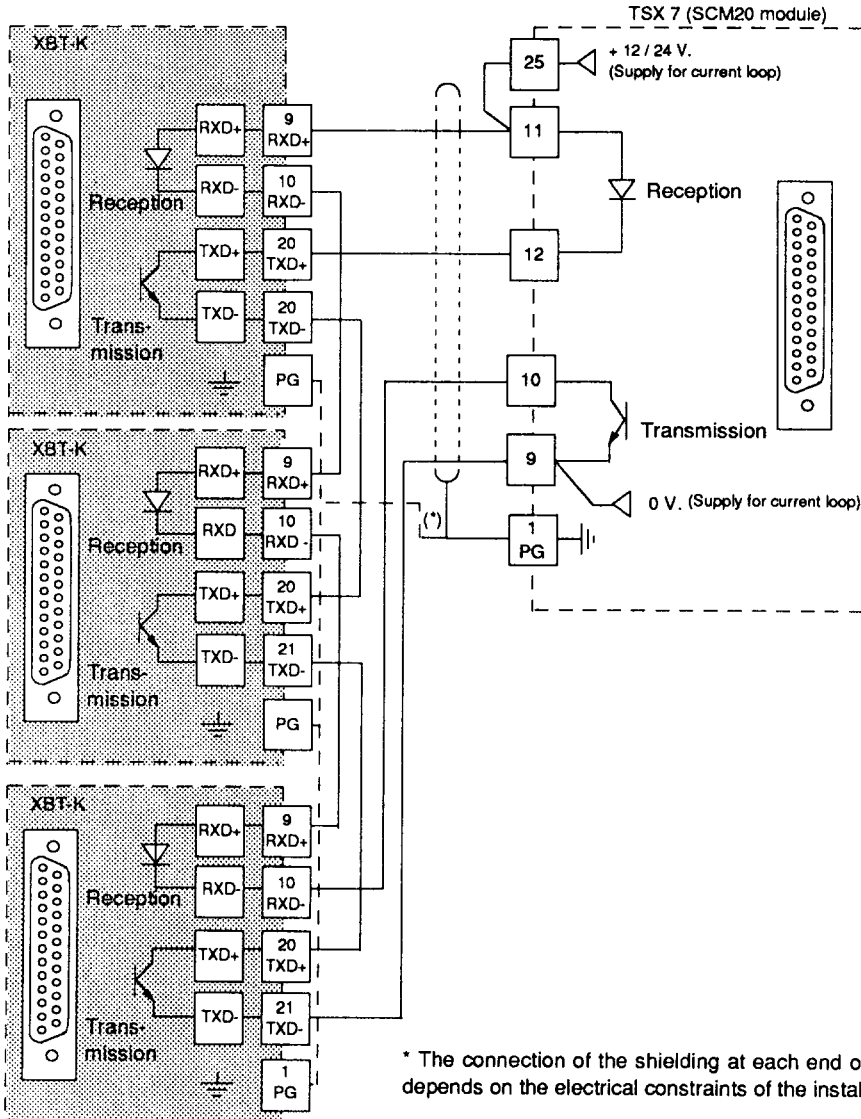 TSX 7 (SCM20 module)
XBT-K
25
+ 12 / 24 V.
(Supply for current loop)
RXD+
9
RXD+
11
Reception
RXD-
10
RXD-
Reception
TXD+
20
TXD+
12
Trans-
mission
TXD-
20
TXD-
PG
10
Transmission
XBT-K
RXD+
9
RXD+
9
0 V. (Supply for current loop)
Reception
RXD
10
RXD -
(*)
1
PG
TXD+
20
TXD+
Trans-
mission
TXD-
21
TXD-
PG
XBT-K
RXD+
9
RXD+
Reception
RXD-
10
RXD-
TXD+
20
TXD+
Trans-
mission
TXD-
21
TXD-
1
PG
* The connection of the shielding at each end o
depends on the electrical constraints of the instal